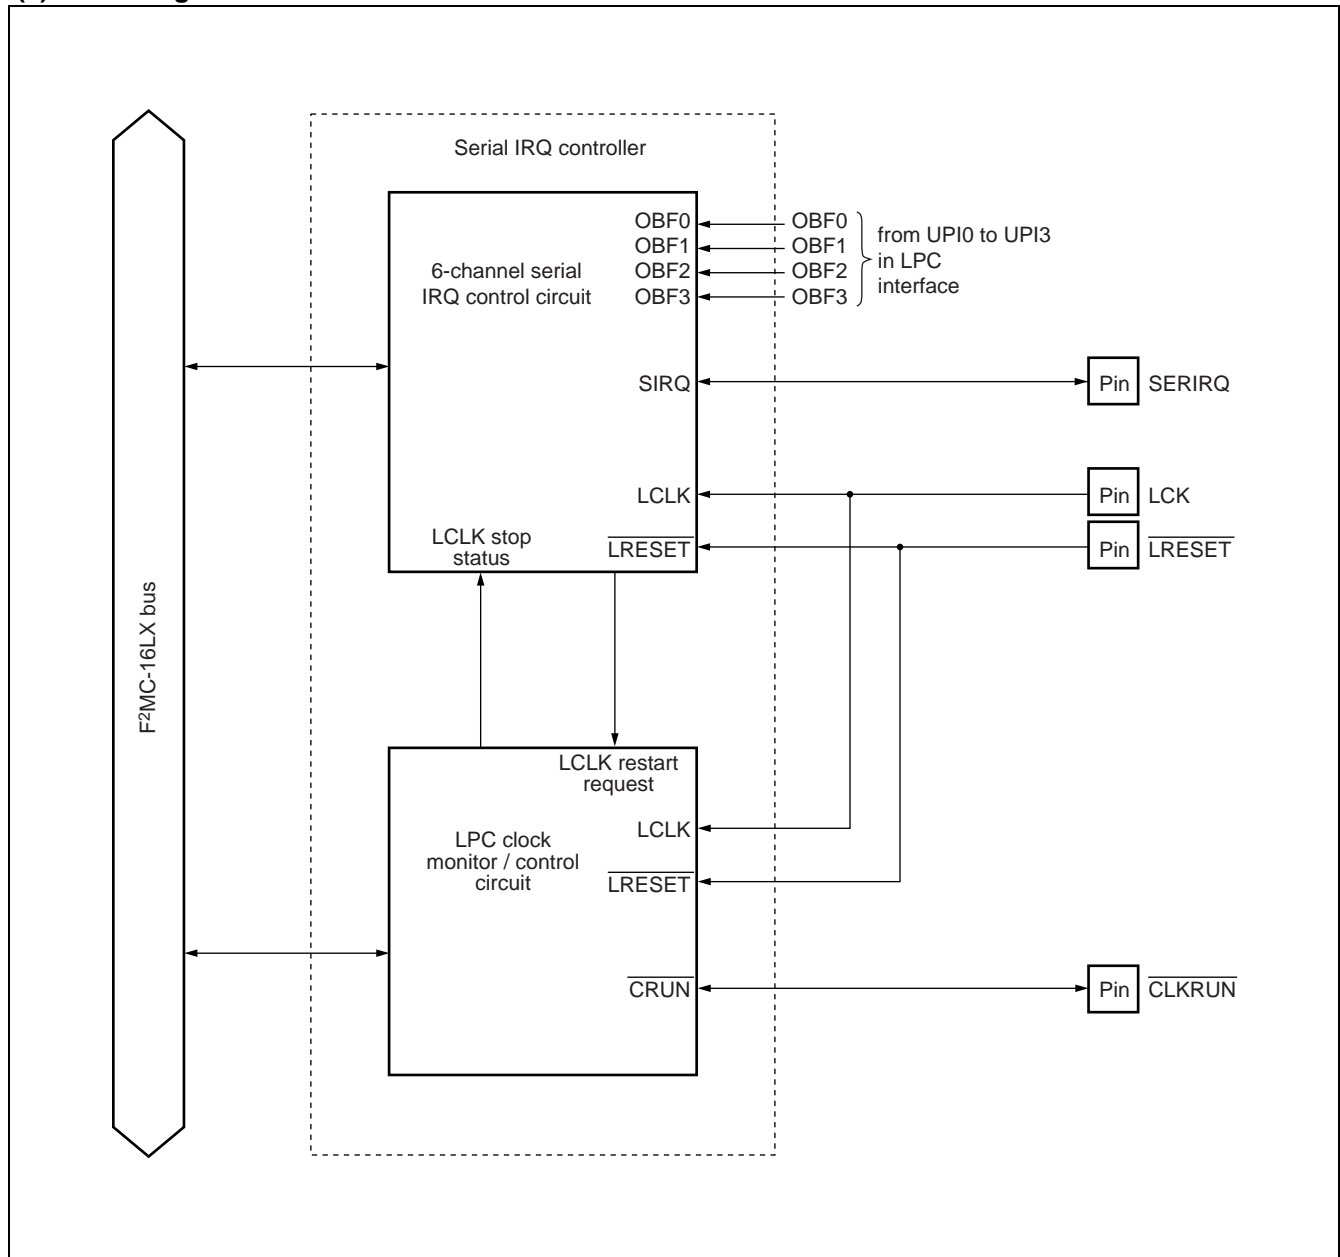 Serial IRQ controller
6-channel serial
IRQ control circuit
OBF0
OBF1
OBF2
OBF3
OBF0
OBF1
OBF2
OBF3
from UPI0 to UPI3
in LPC
interface
SIRQ
Pin SERIRQ
LCLK
Pin LCK
LRESET
Pin LRESET
LCLK stop
status
F²MC-16LX bus
LCLK restart
request
LPC clock
monitor / control
circuit
LCLK
LRESET
CRUN
Pin CLKRUN